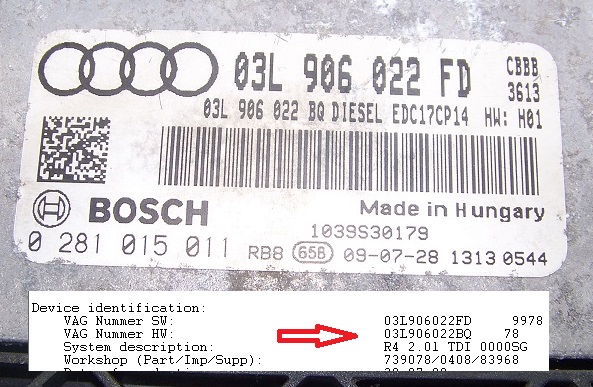 03L 906 022 FD CBBB
3613
03L 906 022 BQ DIESEL EDC17CP14 HW: H01
BOSCH Made in Hungary
1039S30179
0 281 015 011 RB8 65B 09-07-28 1313 0544
Device identification:
VAG Nummer SW: 03L906022FD 9978
VAG Nummer HW: 03L906022BQ 78
System description: R4 2.01 TDI 0000SG
Workshop (Part/Imp/Supp): 739078/0408/83968